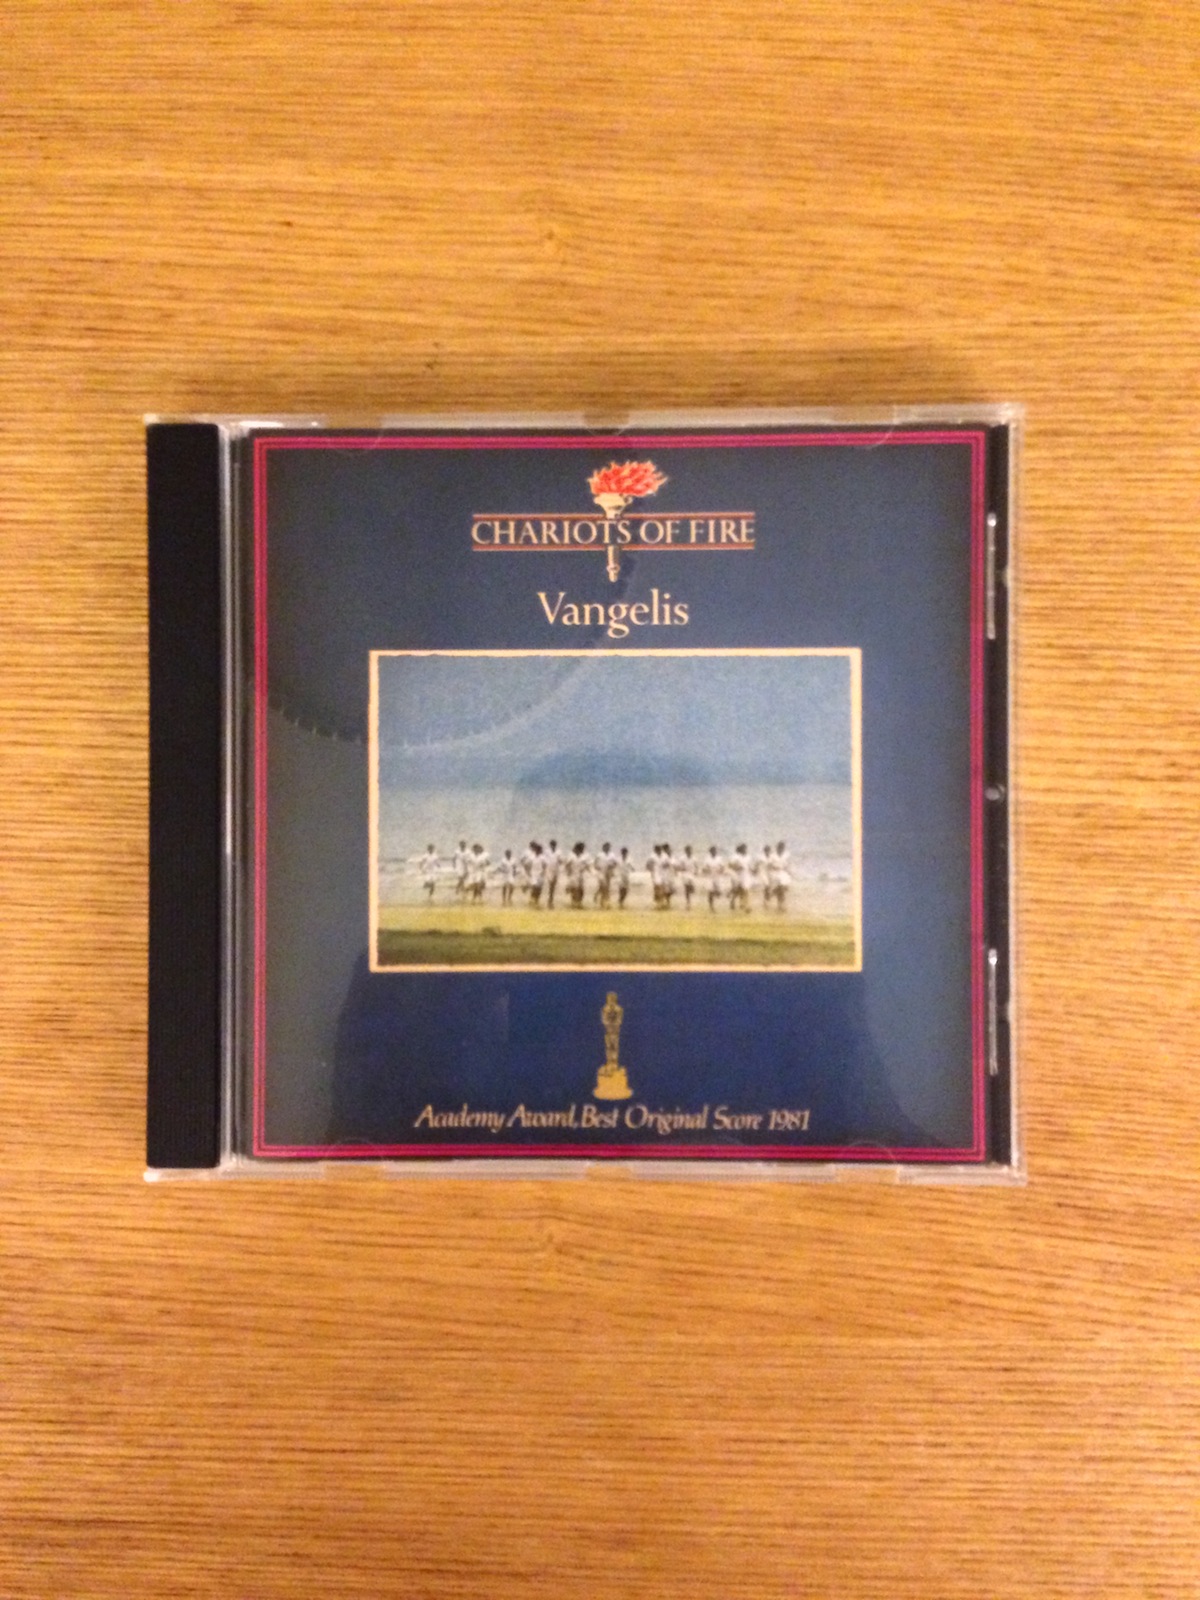 CHARIOTS OF FIRE
Vangelis
Academy Award, Best Original Score 1981